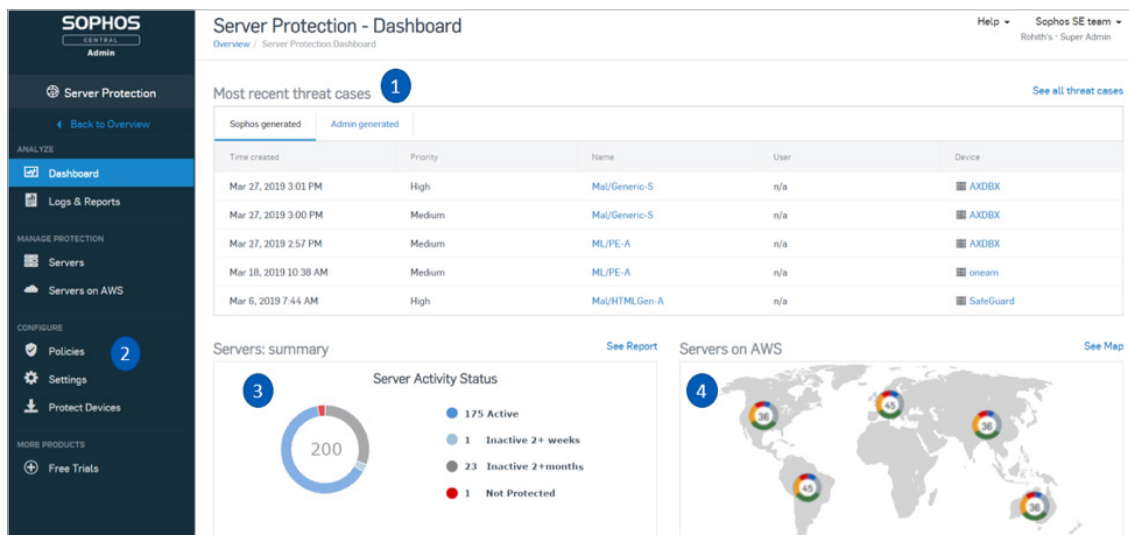 SOPHOS
CENTRAL
Admin
Server Protection
Back to Overview
ANALYZE
Dashboard
Logs & Reports
MANAGE PROTECTION
Servers
Servers on AWS
CONFIGURE
Policies
2
Settings
Protect Devices
MORE PRODUCTS
Free Trials
Server Protection - Dashboard
Overview / Server Protection Dashboard
Help
Sophos SE team
Rohith's · Super Admin
Most recent threat cases
1
See all threat cases
Sophos generated Admin generated
Time created Priority Name User Device
Mar 27, 2019 3:01 PM High Mal/Generic-S n/a AXDBX
Mar 27, 2019 3:00 PM Medium Mal/Generic-S n/a AXDBX
Mar 27, 2019 2:57 PM Medium ML/PE-A n/a AXDBX
Mar 18, 2019 10:38 AM Medium ML/PE-A n/a oneam
Mar 6, 2019 7:44 AM High Mal/HTMLGen-A n/a SafeGuard
Servers: summary
See Report
3
Server Activity Status
200
175 Active
1 Inactive 2+ weeks
23 Inactive 2+months
1 Not Protected
Servers on AWS
See Map
4
36
45
36
45
36